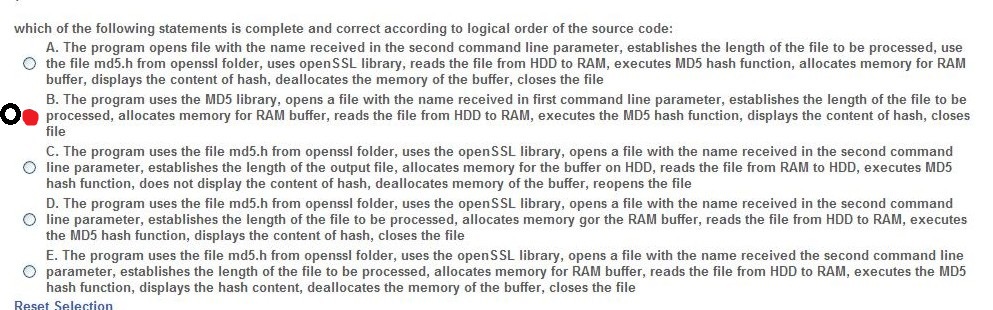 which of the following statements is complete and correct according to logical order of the source code:
A. The program opens file with the name received in the second command line parameter, establishes the length of the file to be processed, use
the file md5.h from openssl folder, uses openSSL library, reads the file from HDD to RAM, executes MD5 hash function, allocates memory for RAM
buffer, displays the content of hash, deallocates the memory of the buffer, closes the file
B. The program uses the MD5 library, opens a file with the name received in first command line parameter, establishes the length of the file to be
processed, allocates memory for RAM buffer, reads the file from HDD to RAM, executes the MD5 hash function, displays the content of hash, closes
file
C. The program uses the file md5.h from openssl folder, uses the openSSL library, opens a file with the name received in the second command
line parameter, establishes the length of the output file, allocates memory for the buffer on HDD, reads the file from RAM to HDD, executes MD5
hash function, does not display the content of hash, deallocates memory of the buffer, reopens the file
D. The program uses the file md5.h from openssl folder, uses the openSSL library, opens a file with the name received in the second command
line parameter, establishes the length of the file to be processed, allocates memory gor the RAM buffer, reads the file from HDD to RAM, executes
the MD5 hash function, displays the content of hash, closes the file
E. The program uses the file md5.h from openssl folder, uses the openSSL library, opens a file with the name received the second command line
parameter, establishes the length of the file to be processed, allocates memory for RAM buffer, reads the file from HDD to RAM, executes the MD5
hash function, displays the hash content, deallocates the memory of the buffer, closes the file
Reset Selection